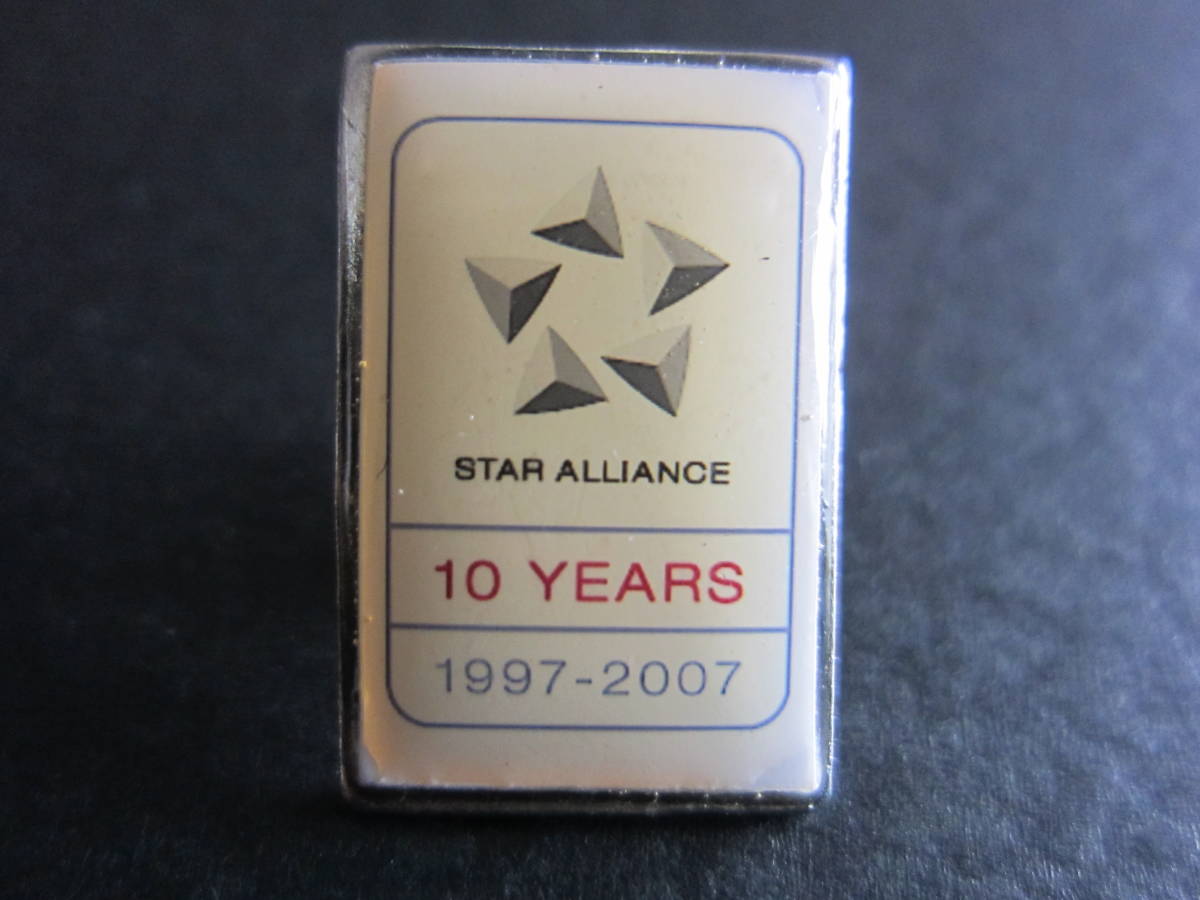 STAR ALLIANCE
10 YEARS
1997-2007